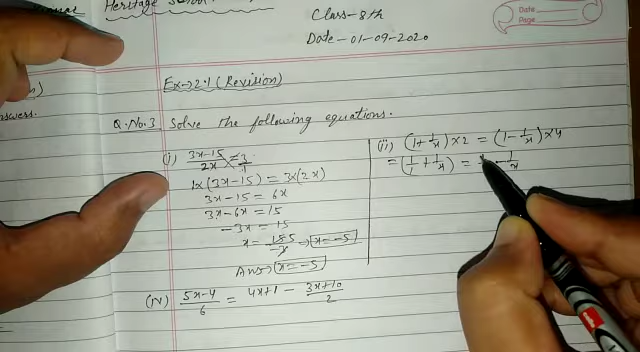 Heritage
Class-8th
Date-01-09-2020
Date
Page
Ex→2.1 (Revision)
Q.No.3 Solve the following equations.
(i) 3x-15/2x = 3/1
1x(3x-15) = 3x(2x)
3x-15 = 6x
3x-6x = 15
-3x = 15
x = 15 5/-3 → x=-5
Ans→ x=-5
(iv) 5x-4/6 = 4x+1 - 3x+10/2
(ii) (1+1/x)×2 = (1-1/x)×4
= (1/1+1/x) = - 1/x
swers.